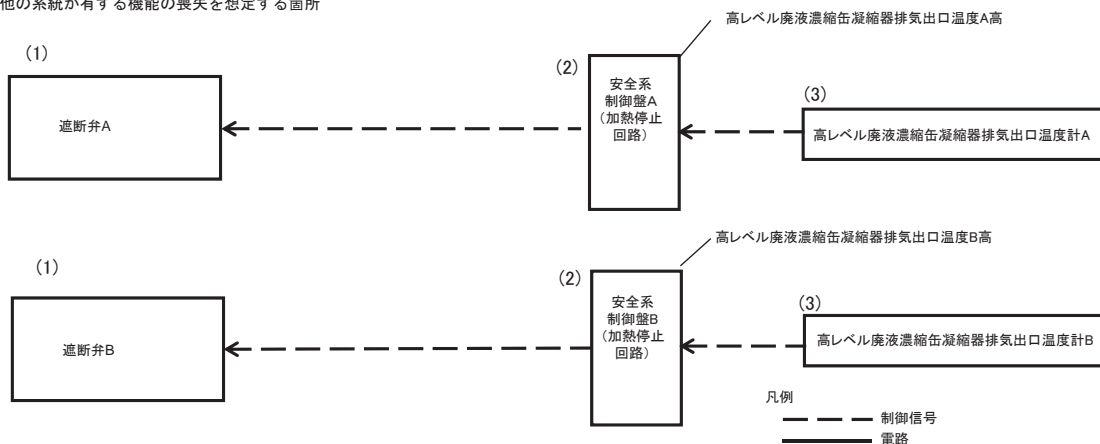 他の系統が有する機能の喪失を想定する箇所
高レベル廃液濃縮缶凝縮器排気出口温度A高
(1)
(2)
(3)
遮断弁A
安全系
制御盤A
(加熱停止
回路)
高レベル廃液濃縮缶凝縮器排気出口温度計A
高レベル廃液濃縮缶凝縮器排気出口温度B高
(1)
(2)
(3)
遮断弁B
安全系
制御盤B
(加熱停止
回路)
高レベル廃液濃縮缶凝縮器排気出口温度計B
凡例
制御信号
電路